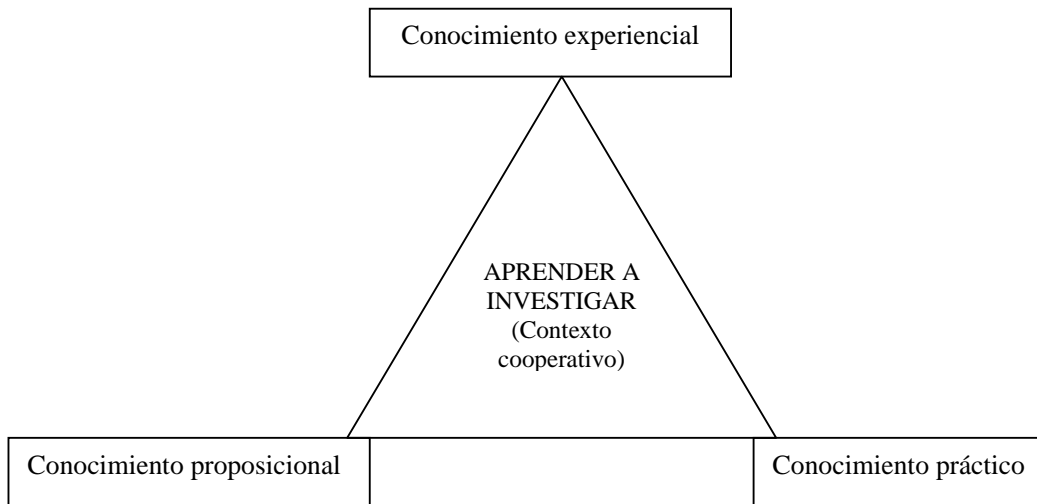 Conocimiento experiencial
APRENDER A
INVESTIGAR
(Contexto
cooperativo)
Conocimiento proposicional
Conocimiento práctico